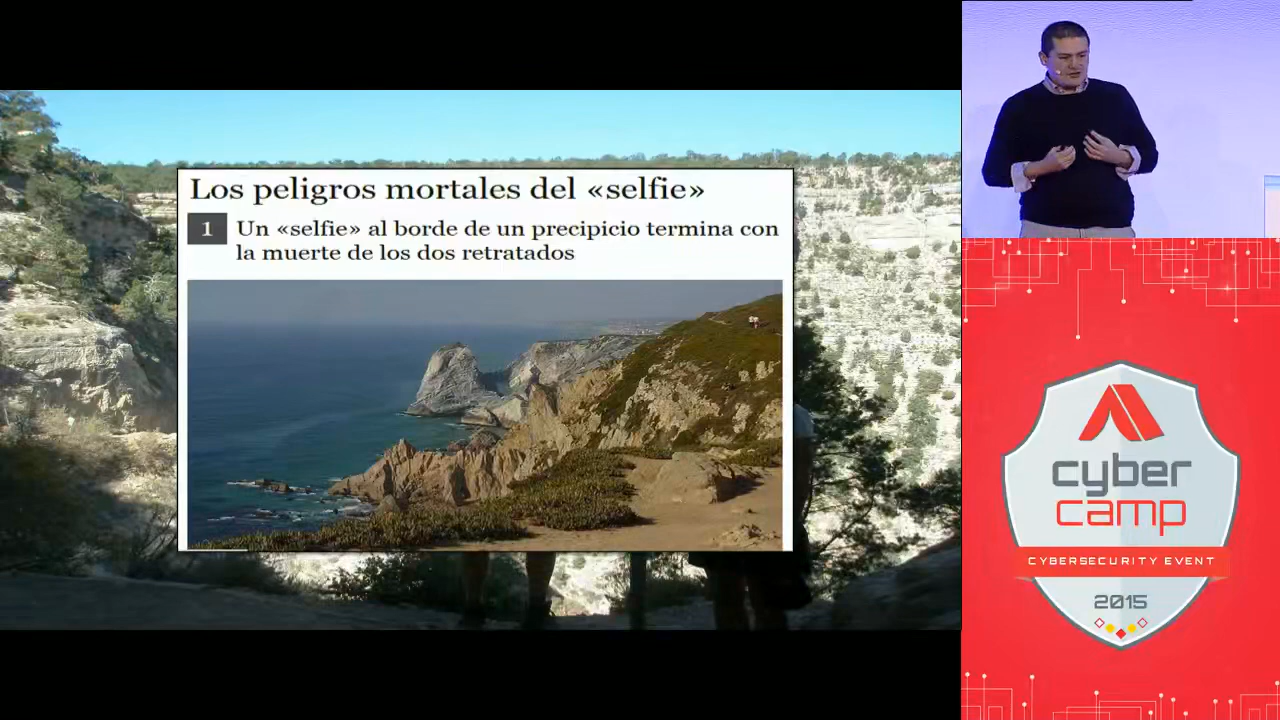 Los peligros mortales del «selfie»
1
Un «selfie» al borde de un precipicio termina con
la muerte de los dos retratados
cyber
camp
CYBERSECURITY EVENT
2015